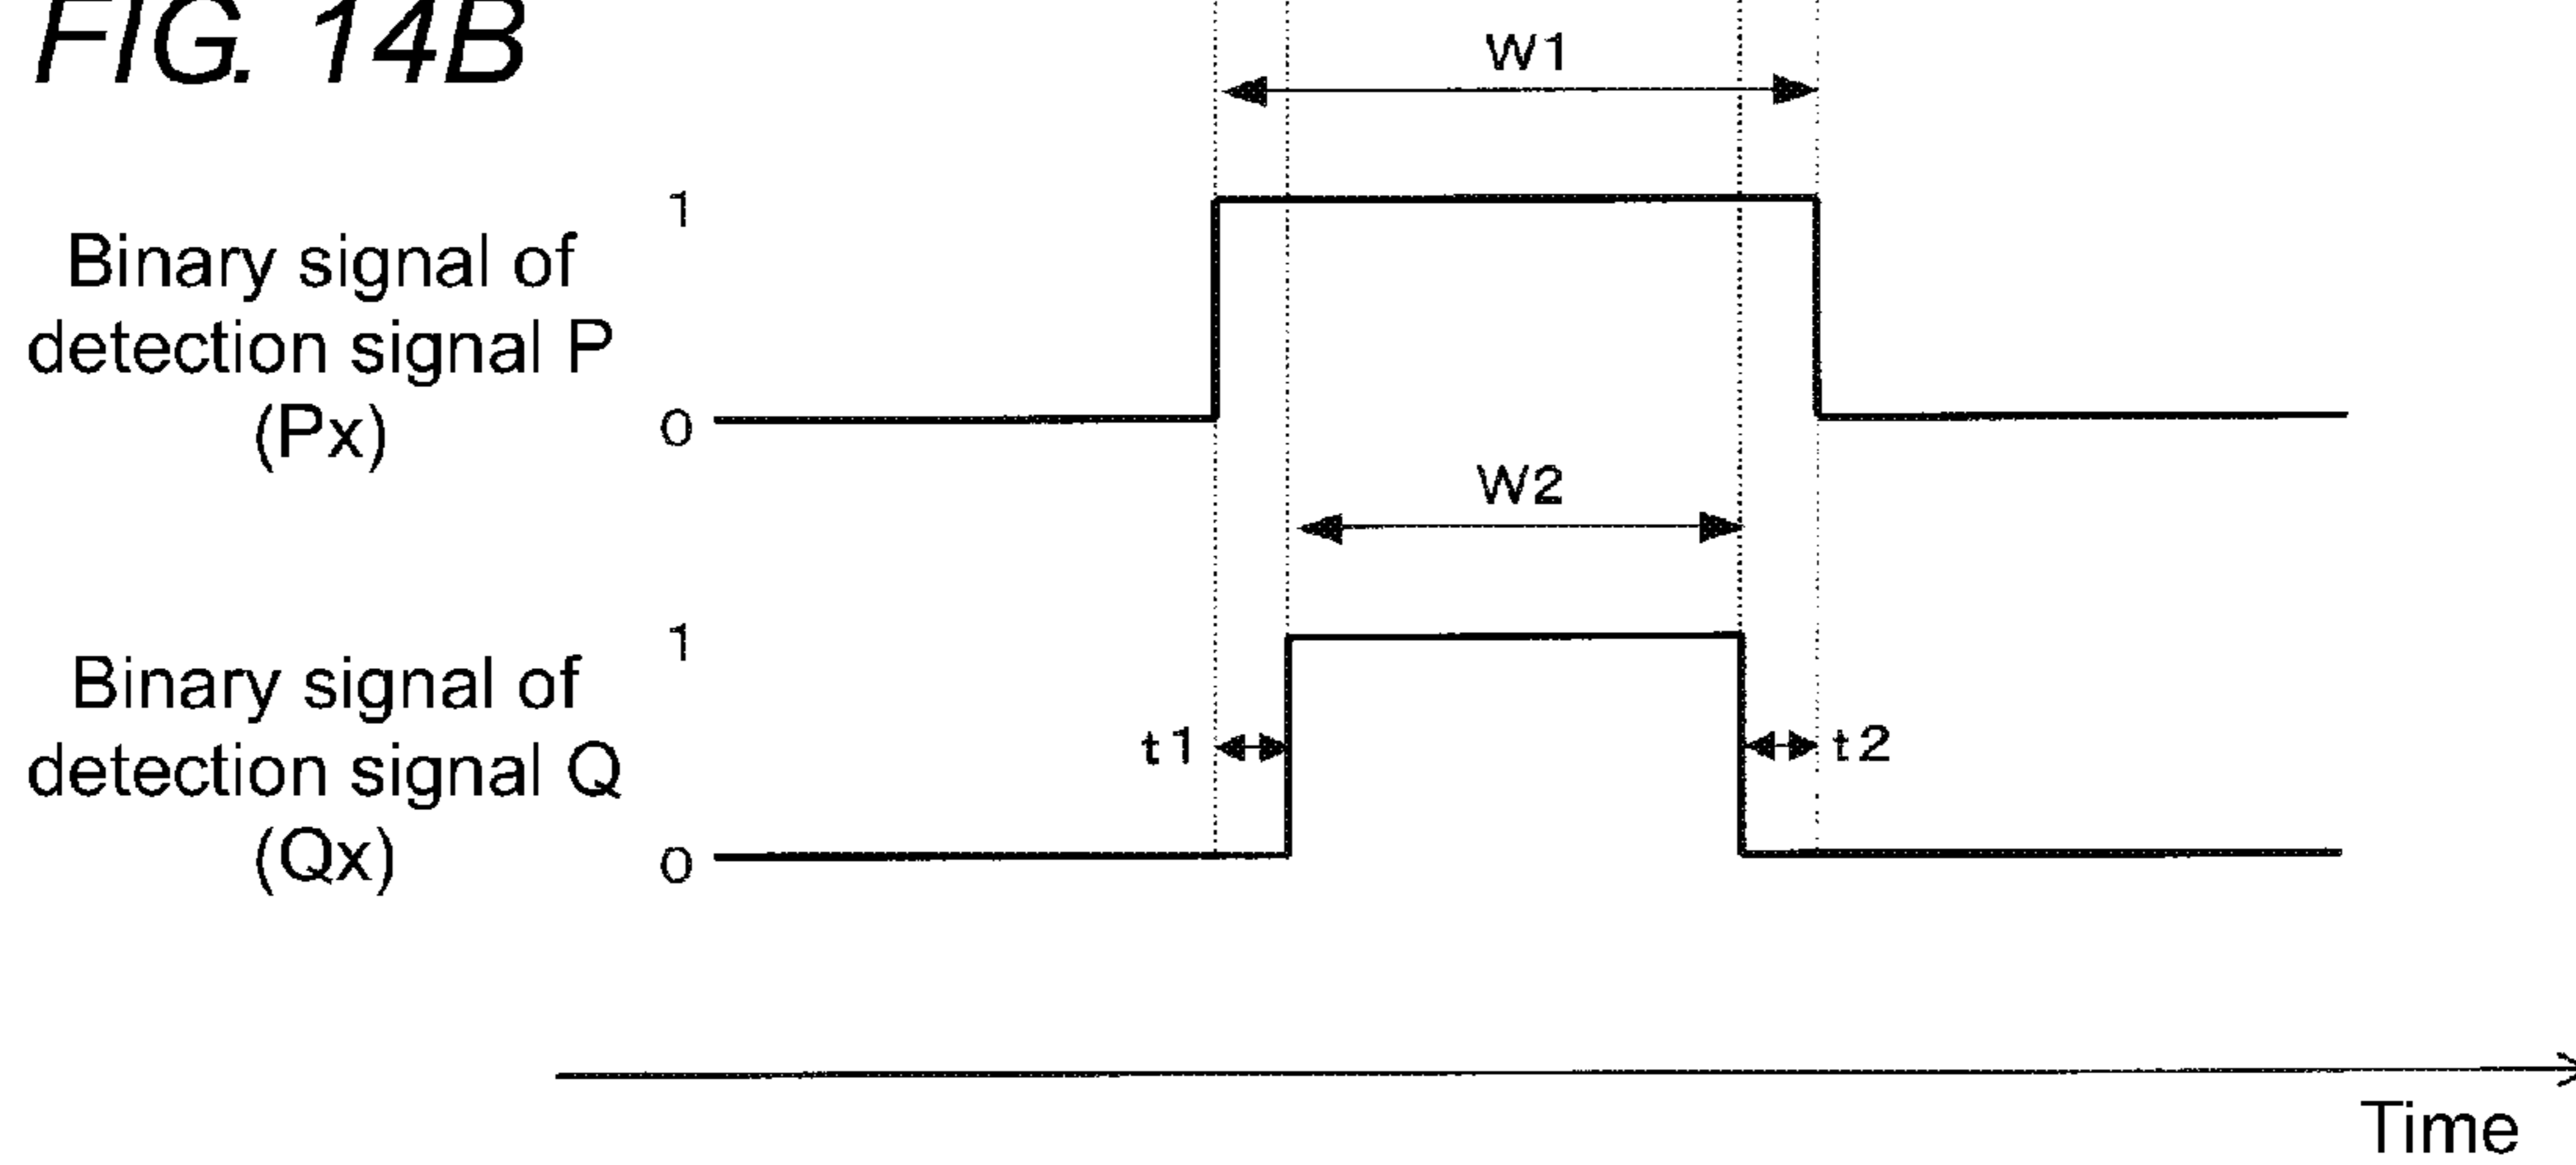 FIG. 14B
W1
1
Binary signal of
detection signal P
(Px)
0
W2
1
Binary signal of
detection signal Q
(Qx)
t1
t2
0
Time